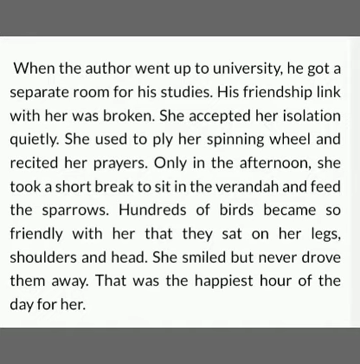 When the author went up to university, he got a
separate room for his studies. His friendship link
with her was broken. She accepted her isolation
quietly. She used to ply her spinning wheel and
recited her prayers. Only in the afternoon, she
took a short break to sit in the verandah and feed
the sparrows. Hundreds of birds became so
friendly with her that they sat on her legs,
shoulders and head. She smiled but never drove
them away. That was the happiest hour of the
day for her.